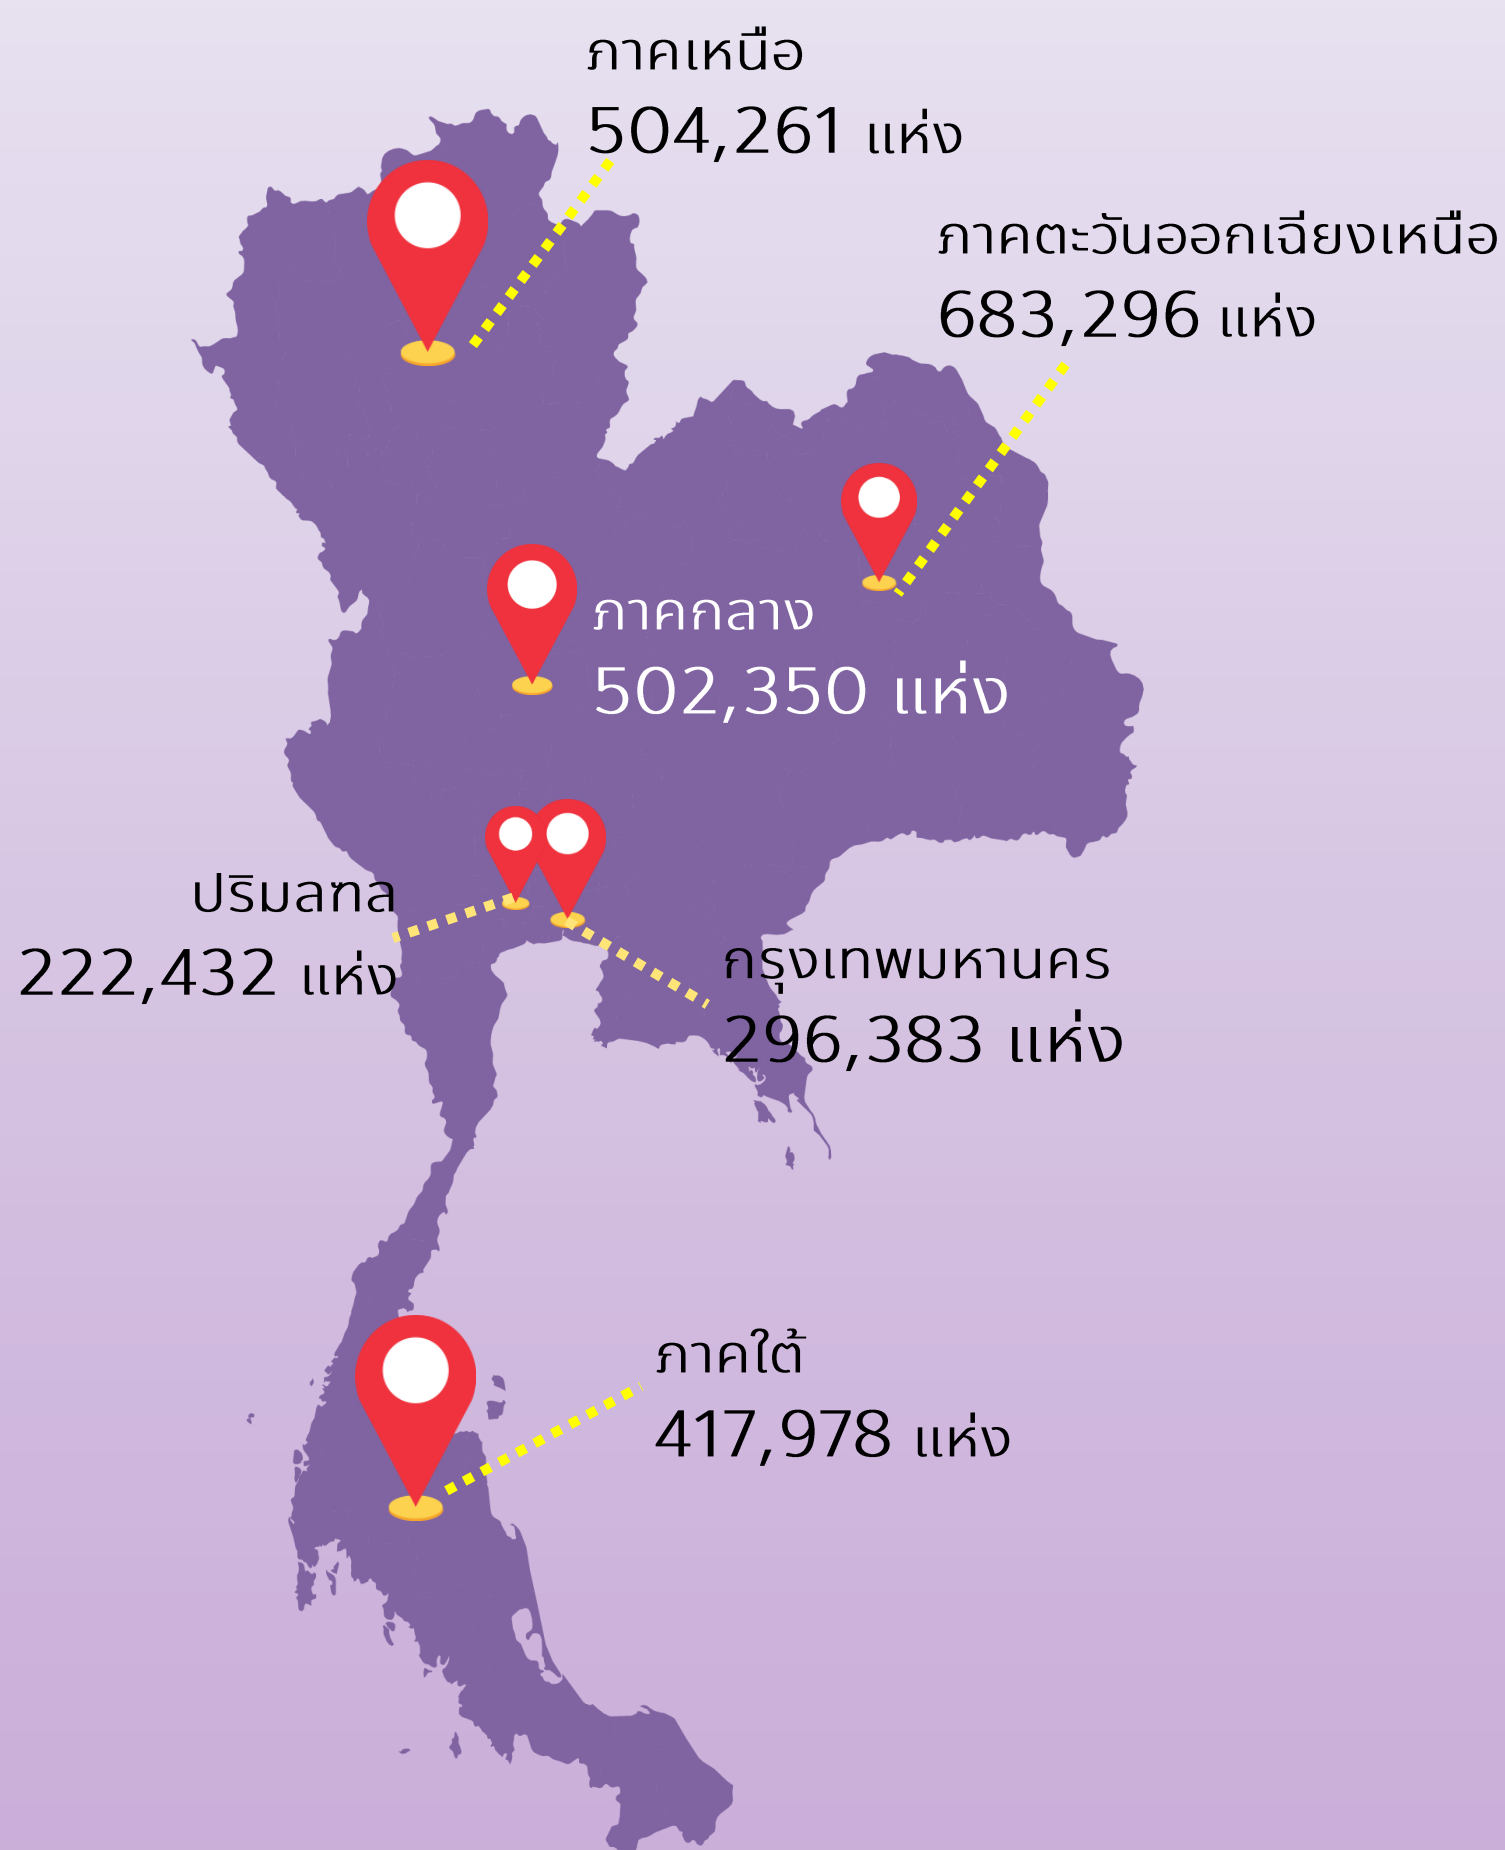 ภาคเหนือ
504,261 แห่ง
ภาคตะวันออกเฉียงเหนือ
683,296 แห่ง
ภาคกลาง
502,350 แห่ง
ปริมลฑล
222,432 แห่ง
กรุงเทพมหานคร
296,383 แห่ง
ภาคใต้
417,978 แห่ง